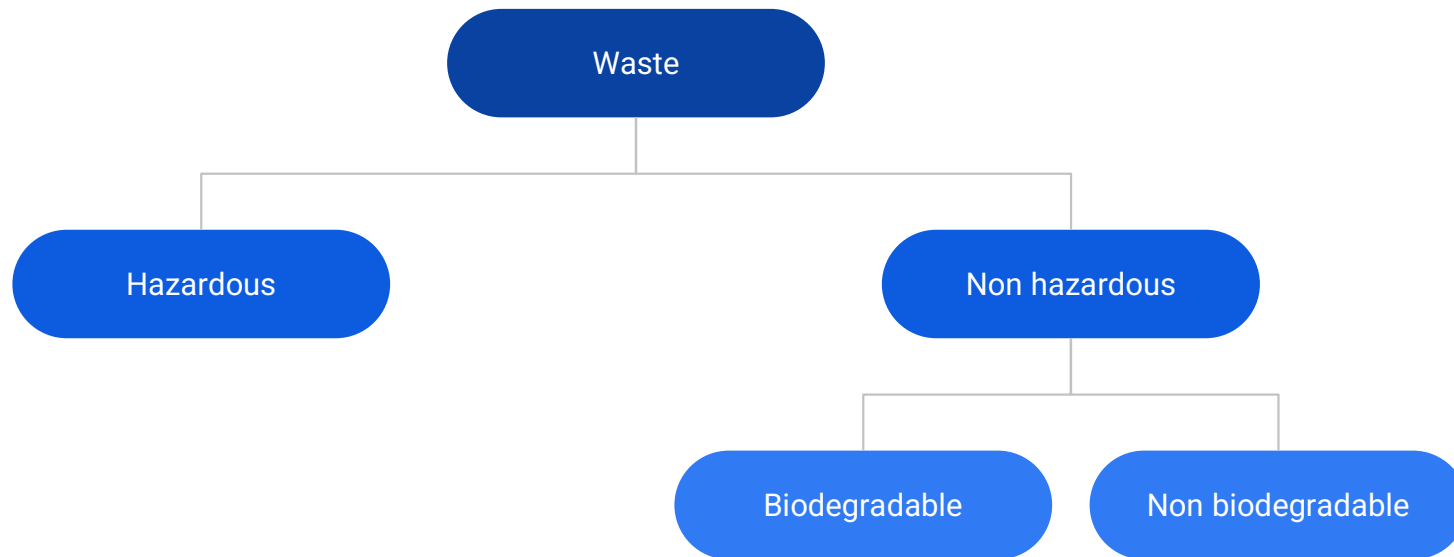 Waste
Hazardous
Non hazardous
Biodegradable
Non biodegradable